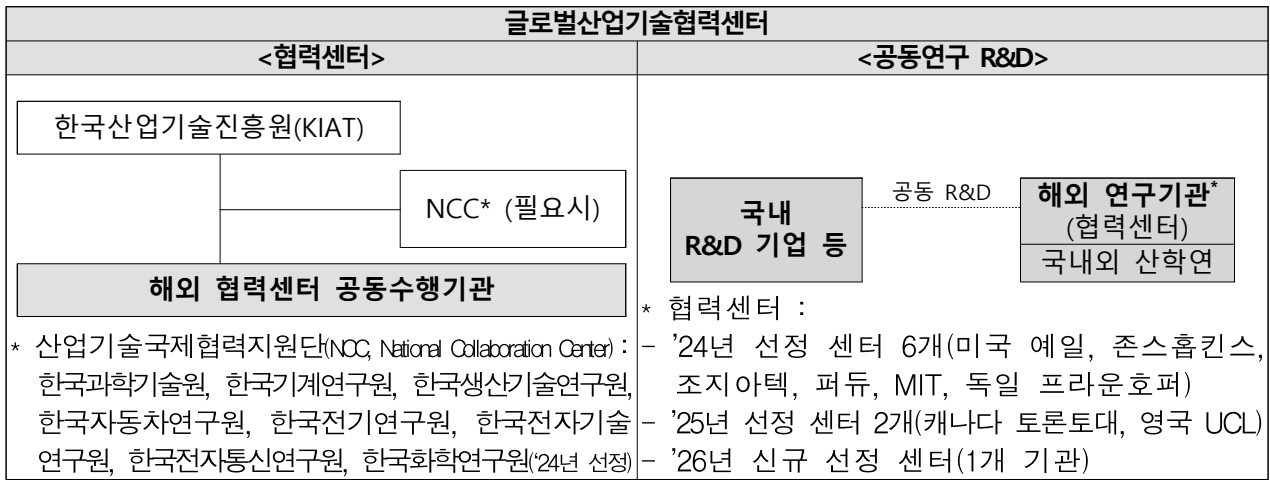 글로벌산업기술협력센터
<협력센터>
<공동연구 R&D>
한국산업기술진흥원(KIAT)
NCC* (필요시)
해외 협력센터 공동수행기관
* 산업기술국제협력지원단(NCC, National Collaboration Center) :
한국과학기술원, 한국기계연구원, 한국생산기술연구원,
한국자동차연구원, 한국전기연구원, 한국전자기술
연구원, 한국전자통신연구원, 한국화학연구원('24년 선정)
국내
R&D 기업 등
공동 R&D
해외 연구기관*
(협력센터)
국내외 산학연
* 협력센터 :
- '24년 선정 센터 6개(미국 예일, 존스홉킨스,
조지아텍, 퍼듀, MIT, 독일 프라운호퍼)
- '25년 선정 센터 2개(캐나다 토론토대, 영국 UCL)
- '26년 신규 선정 센터(1개 기관)